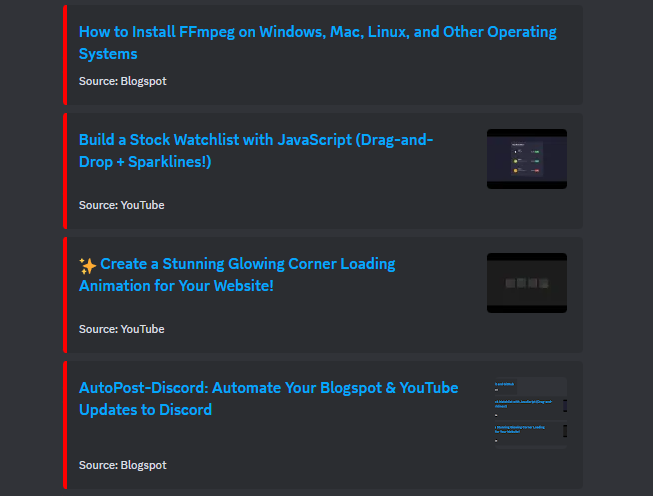 How to Install FFmpeg on Windows, Mac, Linux, and Other Operating
Systems
Source: Blogspot
Build a Stock Watchlist with JavaScript (Drag-and-
Drop + Sparklines!)
Source: YouTube
✨ Create a Stunning Glowing Corner Loading
Animation for Your Website!
Source: YouTube
AutoPost-Discord: Automate Your Blogspot & YouTube
Updates to Discord
Source: Blogspot